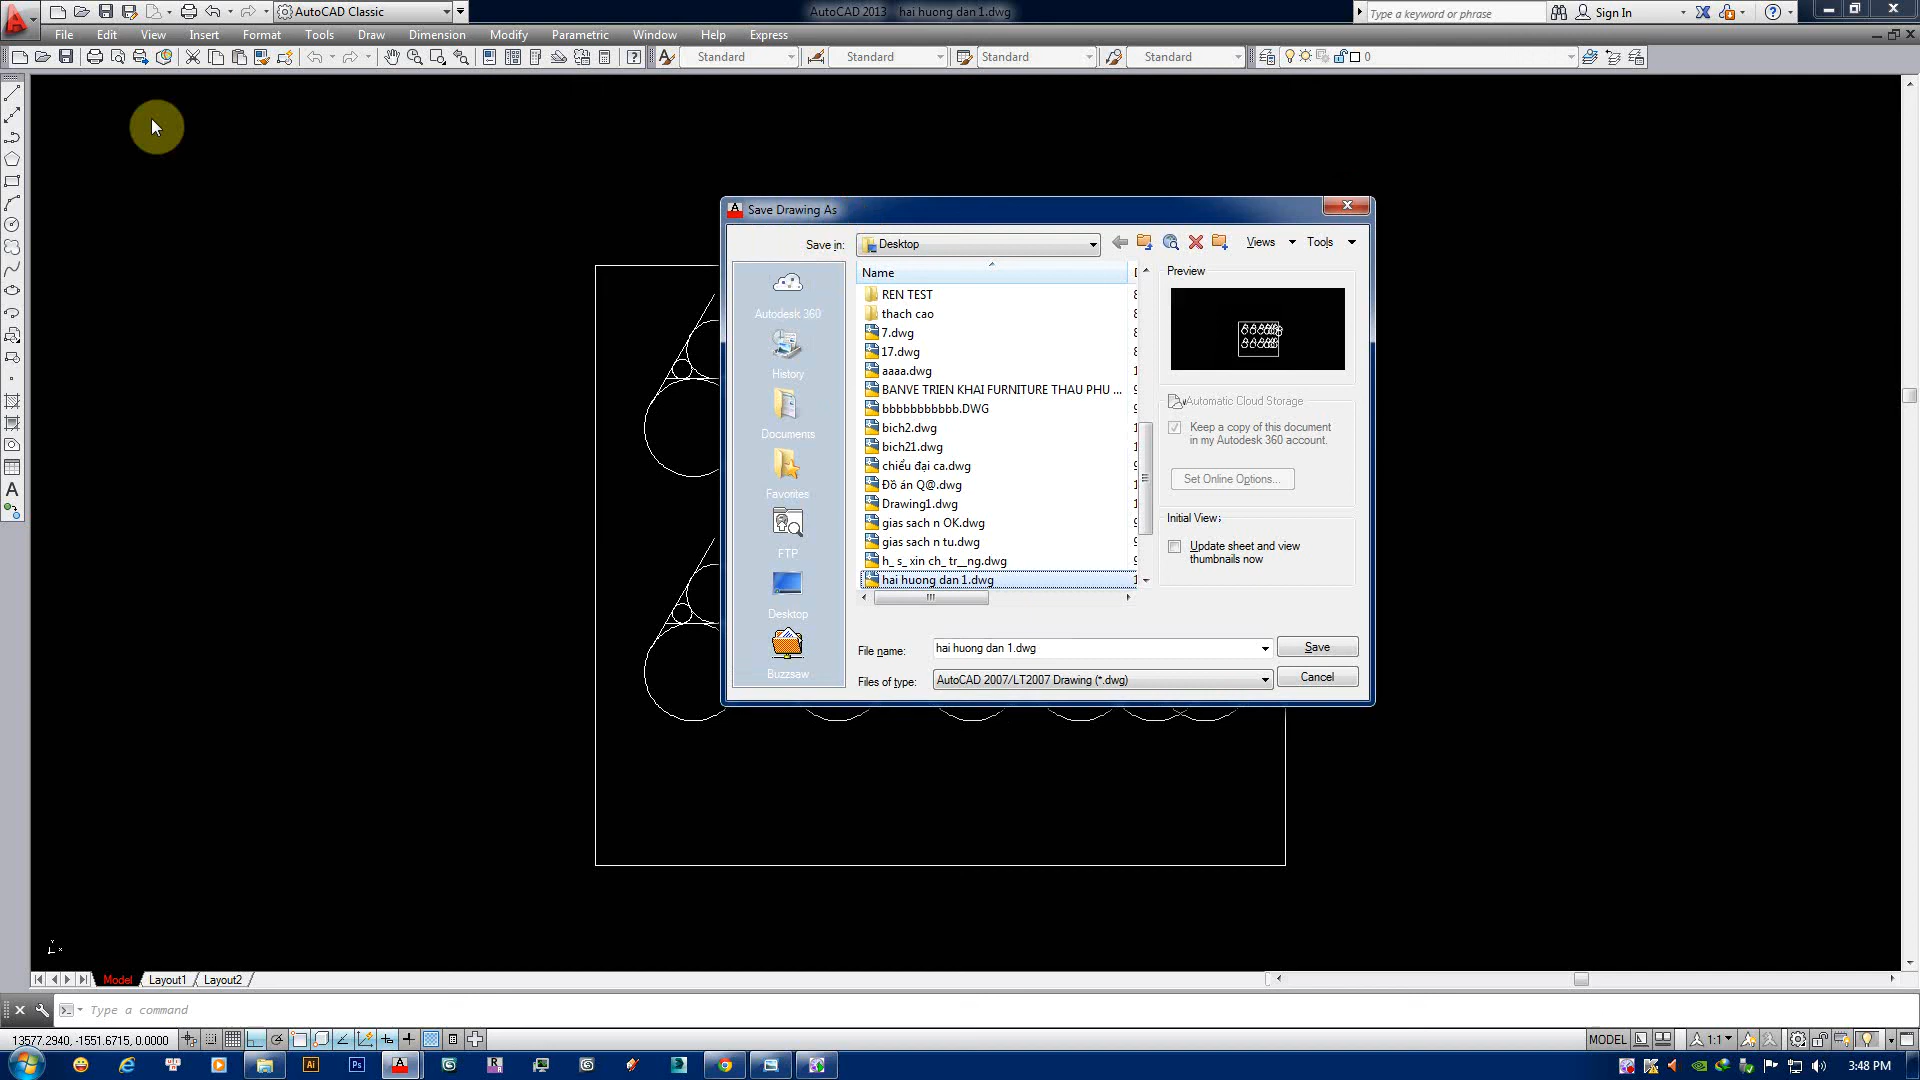 AutoCAD Classic
AutoCAD 2013 hai huong dan 1.dwg
Type a keyword or phrase
Sign In
File Edit View Insert Format Tools Draw Dimension Modify Parametric Window Help Express
Standard Standard Standard Standard 0
Save Drawing As
Save in: Desktop Views Tools
Name
Preview
Autodesk 360
History
Documents
Favorites
FTP
Desktop
Buzzsaw
REN TEST
thach cao
7.dwg
17.dwg
aaaa.dwg
BANVE TRIEN KHAI FURNITURE THAU PHU ...
bbbbbbbbbbb.DWG
bich2.dwg
bich21.dwg
chiểu đại ca.dwg
Đồ án Q@.dwg
Drawing1.dwg
gias sach n OK.dwg
gias sach n tu.dwg
h_ s_ xin ch_ tr__ng.dwg
hai huong dan 1.dwg
Automatic Cloud Storage
Keep a copy of this document
in my Autodesk 360 account.
Set Online Options...
Initial View:
Update sheet and view
thumbnails now
File name: hai huong dan 1.dwg Save
Files of type: AutoCAD 2007/LT2007 Drawing (*.dwg) Cancel
Model Layout1 Layout2
Type a command
13577.2940, -1551.6715, 0.0000 MODEL 1:1
Ai Ps 3:48 PM